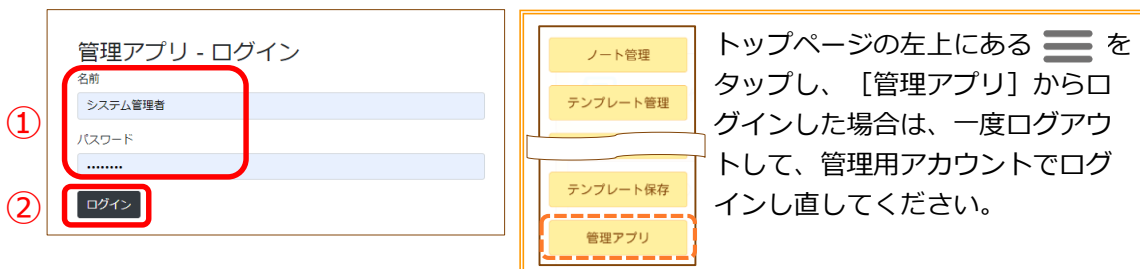 管理アプリ - ログイン
名前
①
システム管理者
パスワード
........
②
ログイン
ノート管理
テンプレート管理
テンプレート保存
管理アプリ
トップページの左上にある を
タップし、［管理アプリ］からロ
グインした場合は、一度ログアウ
トして、管理用アカウントでログ
インし直してください。